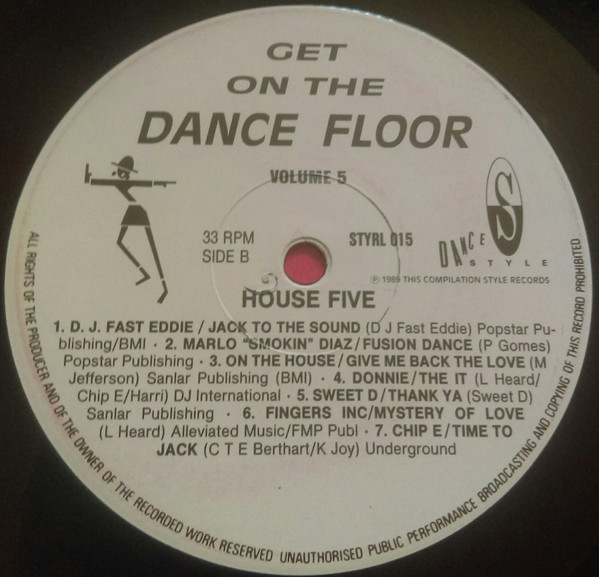 GET
ON THE
DANCE FLOOR
VOLUME 5
33 RPM
SIDE B
STYRL 015
DANCE
STYLE
℗ 1989 THIS COMPILATION STYLE RECORDS
HOUSE FIVE
1. D. J. FAST EDDIE / JACK TO THE SOUND (D J Fast Eddie) Popstar Pu-
blishing/BMI · 2. MARLO "SMOKIN" DIAZ / FUSION DANCE (P Gomes)
Popstar Publishing · 3. ON THE HOUSE / GIVE ME BACK THE LOVE (M
Jefferson) Sanlar Publishing (BMI) · 4. DONNIE / THE IT (L Heard/
Chip E/Harri) DJ International · 5. SWEET D / THANK YA (Sweet D)
Sanlar Publishing · 6. FINGERS INC/MYSTERY OF LOVE
(L Heard) Alleviated Music/FMP Publ · 7. CHIP E / TIME TO
JACK (C T E Berthart/K Joy) Underground
ALL RIGHTS OF THE PRODUCER AND OF THE OWNER OF THE RECORDED WORK RESERVED UNAUTHORISED PUBLIC PERFORMANCE BROADCASTING AND COPYING OF THIS RECORD PROHIBITED